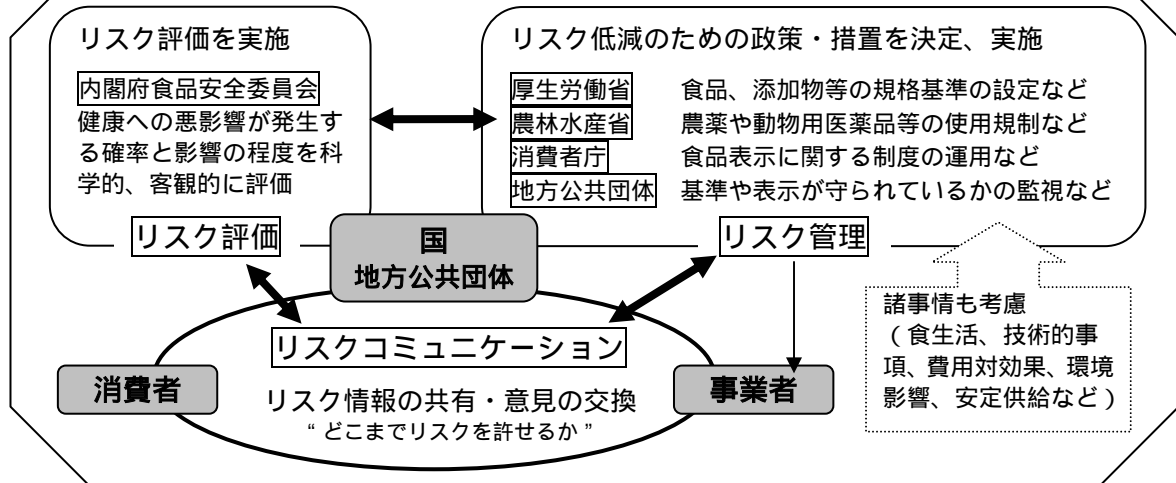 リスク評価を実施
内閣府食品安全委員会
健康への悪影響が発生す
る確率と影響の程度を科
学的、客観的に評価
リスク評価
リスク低減のための政策・措置を決定、実施
厚生労働省 食品、添加物等の規格基準の設定など
農林水産省 農薬や動物用医薬品等の使用規制など
消費者庁 食品表示に関する制度の運用など
地方公共団体 基準や表示が守られているかの監視など
リスク管理
国
地方公共団体
諸事情も考慮
（食生活、技術的事
項、費用対効果、環境
影響、安定供給など）
リスクコミュニケーション
消費者
事業者
リスク情報の共有・意見の交換
“どこまでリスクを許せるか”